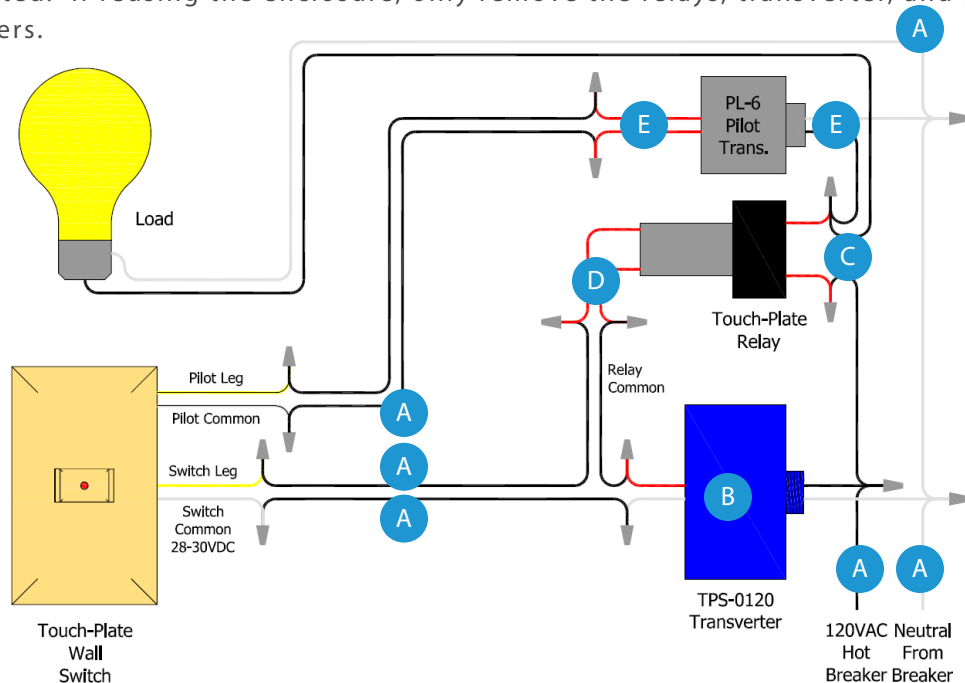 ers.
A
PL-6
Pilot
Trans.
E
E
Load
C
D
Touch-Plate
Relay
Pilot Leg
Relay
Common
Pilot Common
A
Switch Leg
A
B
Switch
Common
28-30VDC
A
A
A
TPS-0120
Transverter
Touch-Plate
Wall
Switch
120VAC
Hot
Breaker
Neutral
From
Breaker